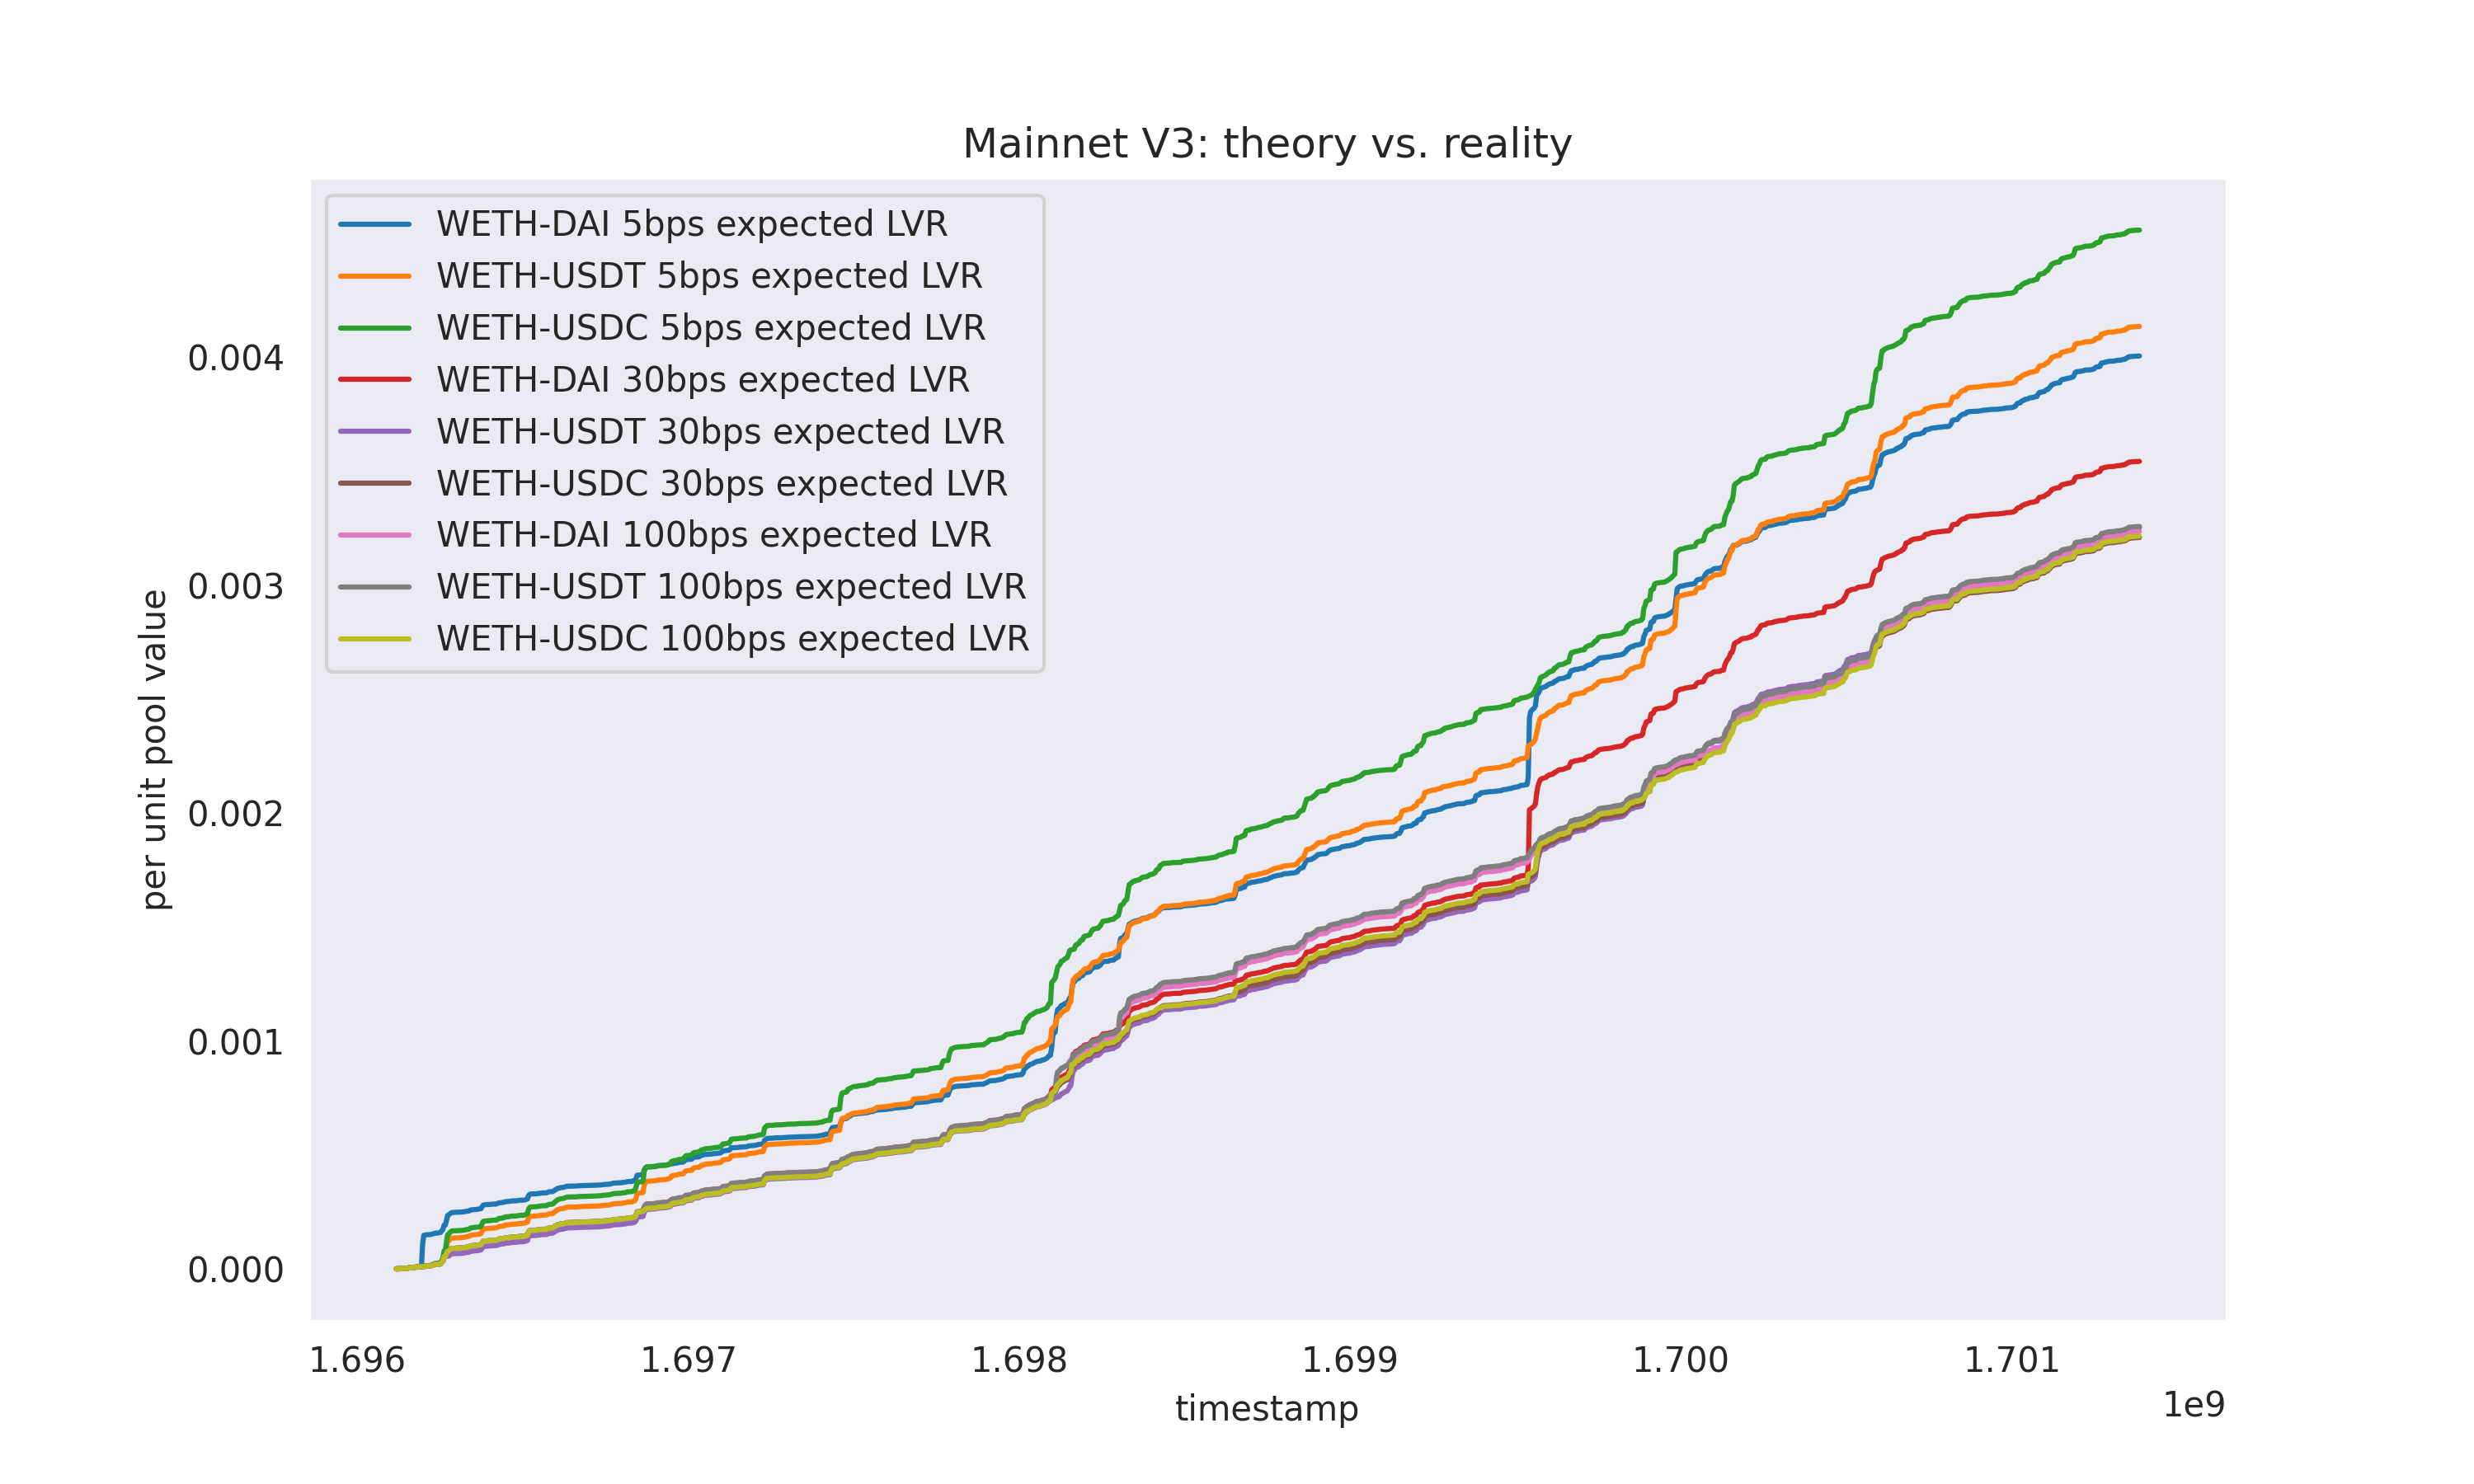 Mainnet V3: theory vs. reality
WETH-DAI 5bps expected LVR
WETH-USDT 5bps expected LVR
WETH-USDC 5bps expected LVR
WETH-DAI 30bps expected LVR
WETH-USDT 30bps expected LVR
WETH-USDC 30bps expected LVR
WETH-DAI 100bps expected LVR
WETH-USDT 100bps expected LVR
WETH-USDC 100bps expected LVR
per unit pool value
0.004
0.003
0.002
0.001
0.000
1.696 1.697 1.698 1.699 1.700 1.701
timestamp
1e9